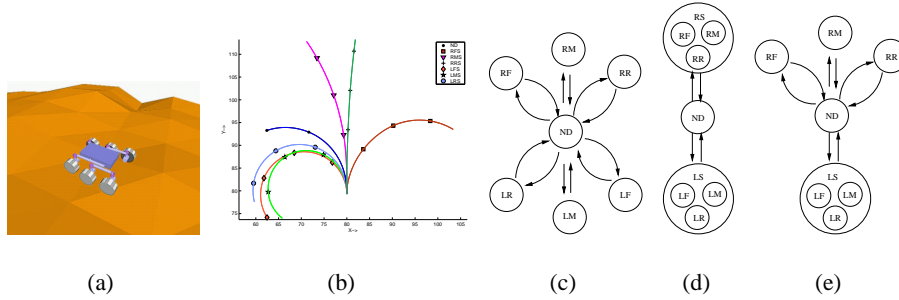 Y−>
110
105
100
95
90
85
80
75
60
65
70
75
80
85
90
95
100
105
X−>
ND
RFS
RMS
RRS
LFS
LMS
LRS
RM
RF
RR
ND
LR
LF
LM
RS
RF
RM
RR
ND
LS
LF
LM
LR
RM
RF
RR
ND
LS
LF
LM
LR
(a)
(b)
(c)
(d)
(e)